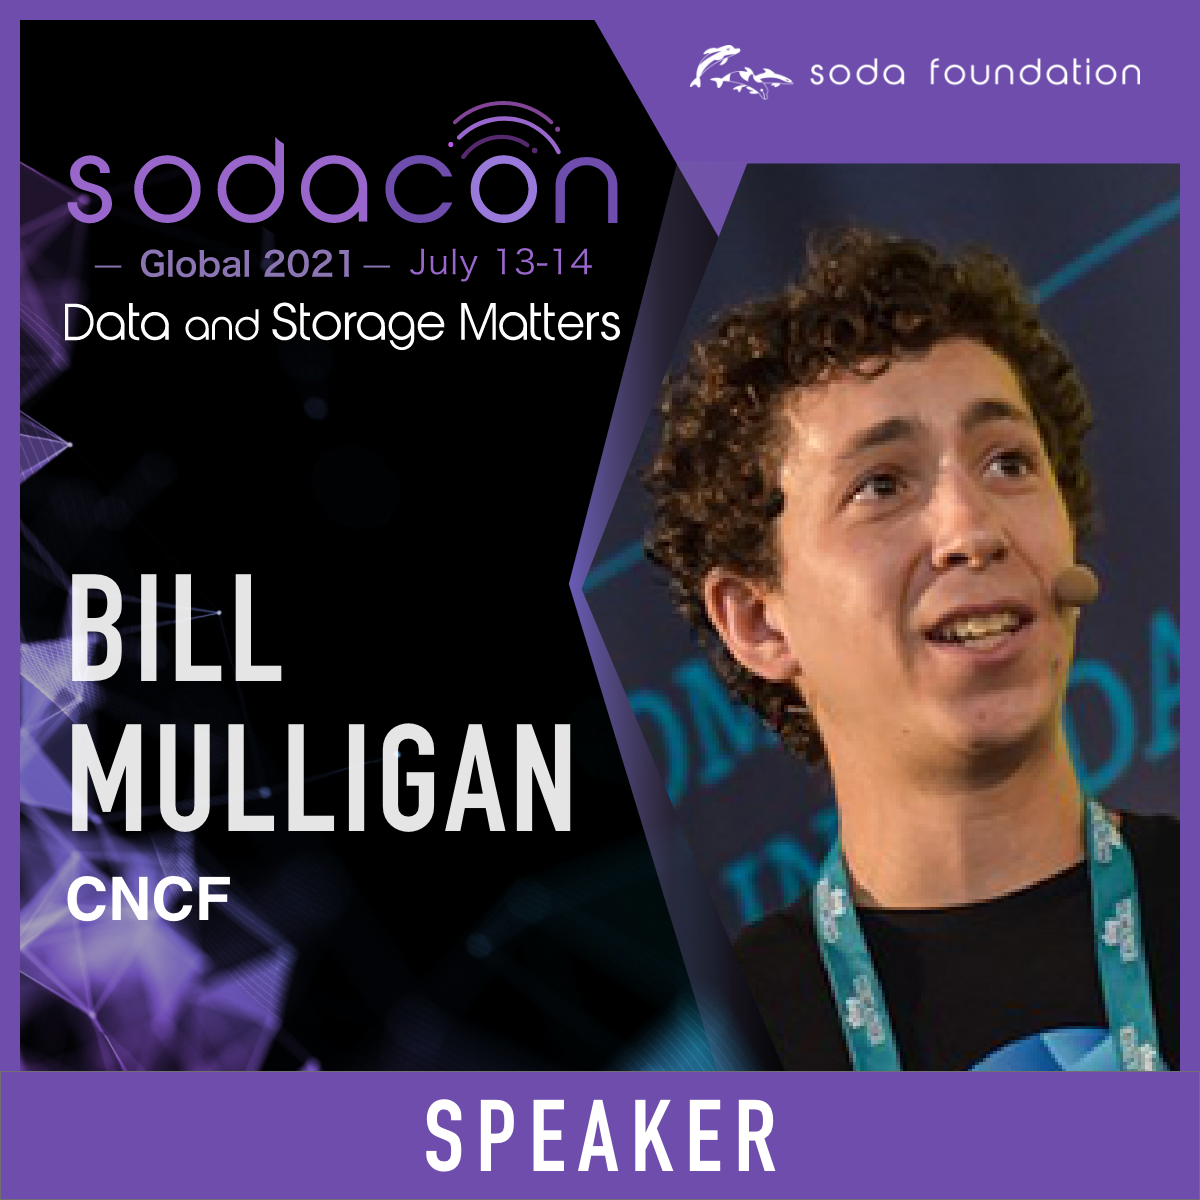 soda foundation
sodacon
— Global 2021 — July 13-14
Data and Storage Matters
BILL
MULLIGAN
CNCF
SPEAKER